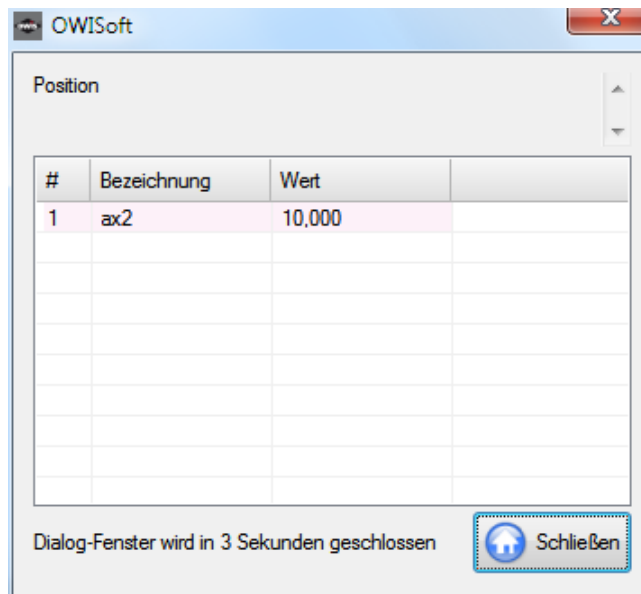 OWISoft
Position
# Bezeichnung Wert
1 ax2 10,000
Dialog-Fenster wird in 3 Sekunden geschlossen
Schließen